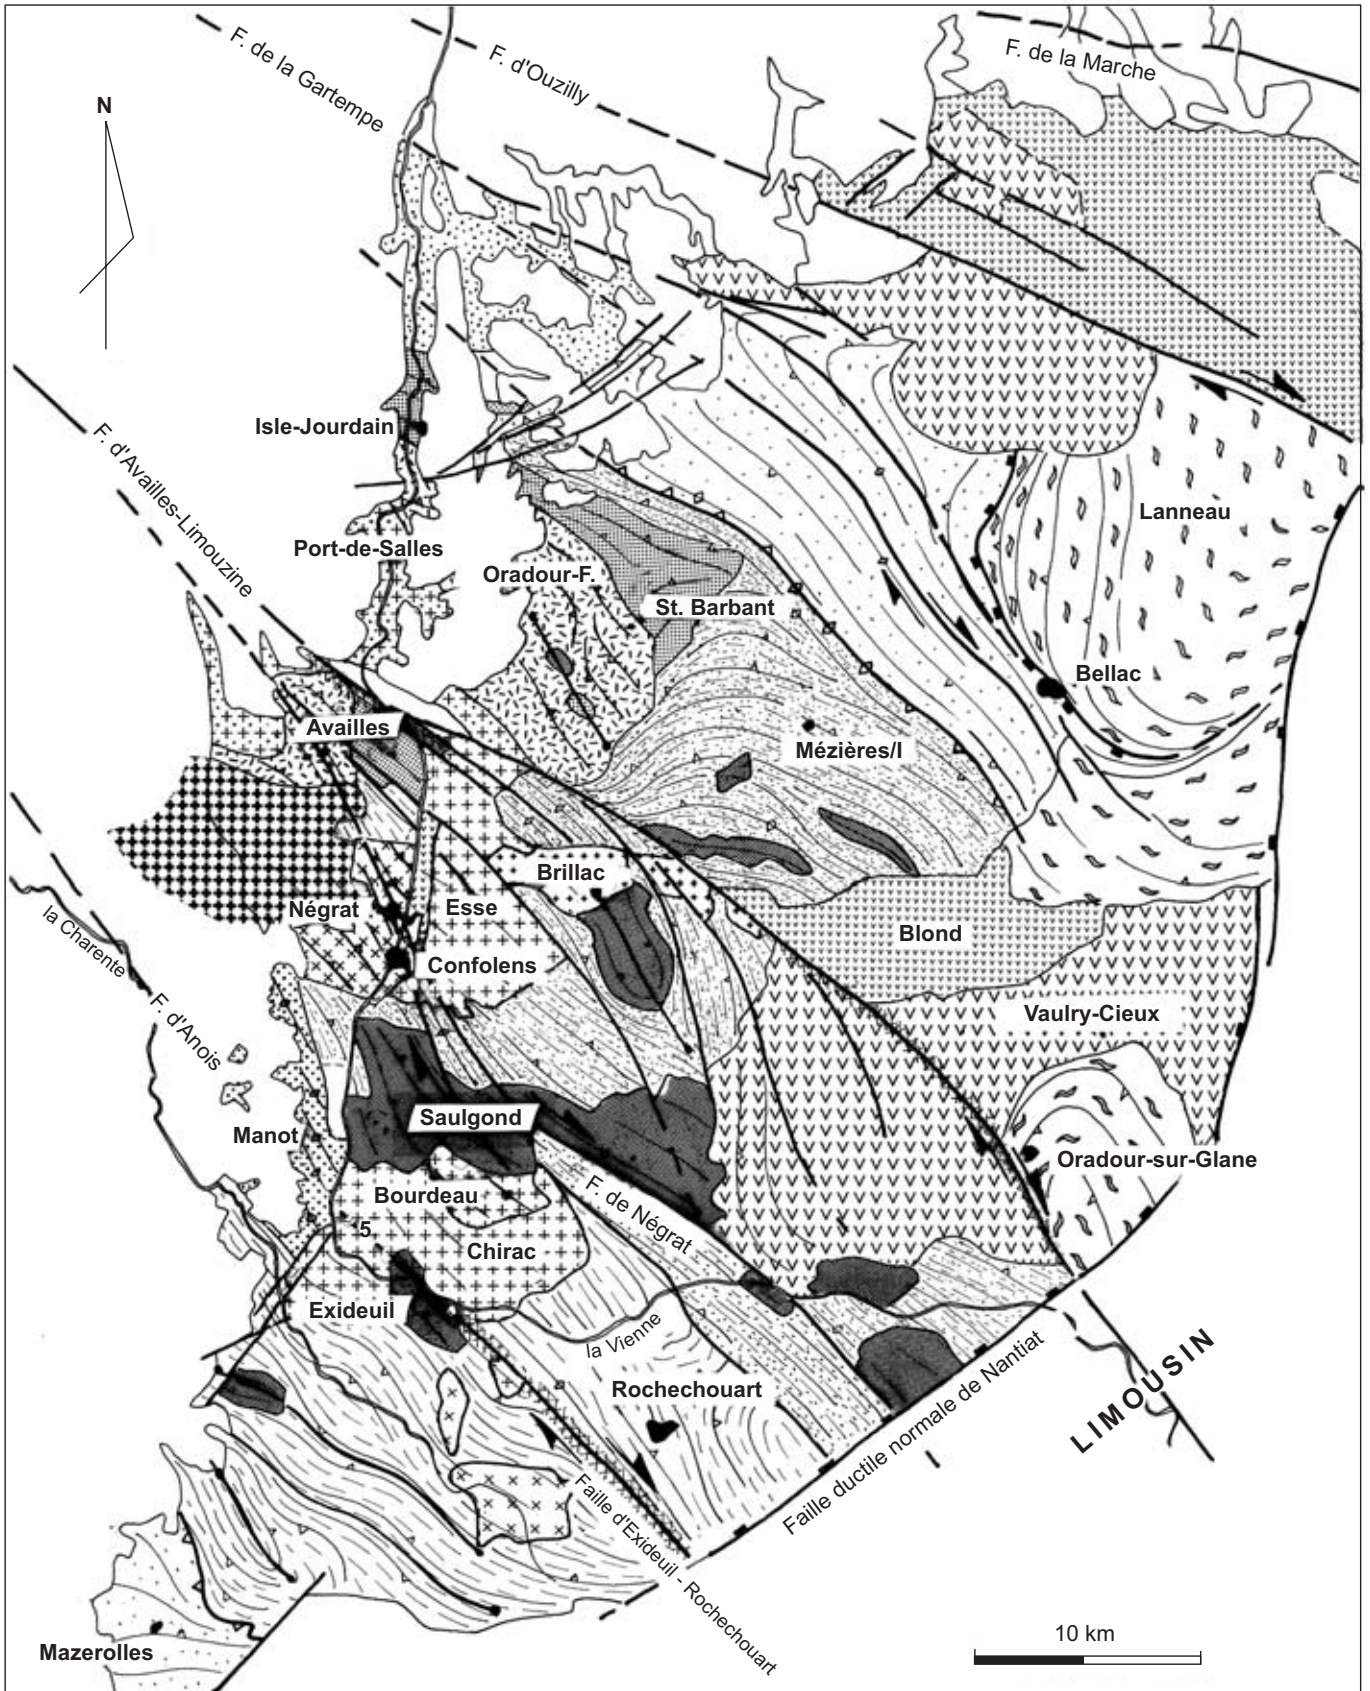 F. de la Gartempe
F. d'Ouzilly
F. de la Marche
N
Isle-Jourdain
F. d'Availles-Limouzine
Lanneau
Port-de-Salles
Oradour-F.
St. Barbant
Bellac
Availles
Mézières/I
Brillac
Négrat
Esse
Blond
la Charente
Confolens
F. d'Anois
Vaulry-Cieux
Saulgond
Manot
Oradour-sur-Glane
Bourdeau
F. de Négrat
5
Chirac
Exideuil
la Vienne
Rochechouart
LIMOUSIN
Faille ductile normale de Nantiat
Faille d'Exideuil - Rochechouart
Mazerolles
10 km